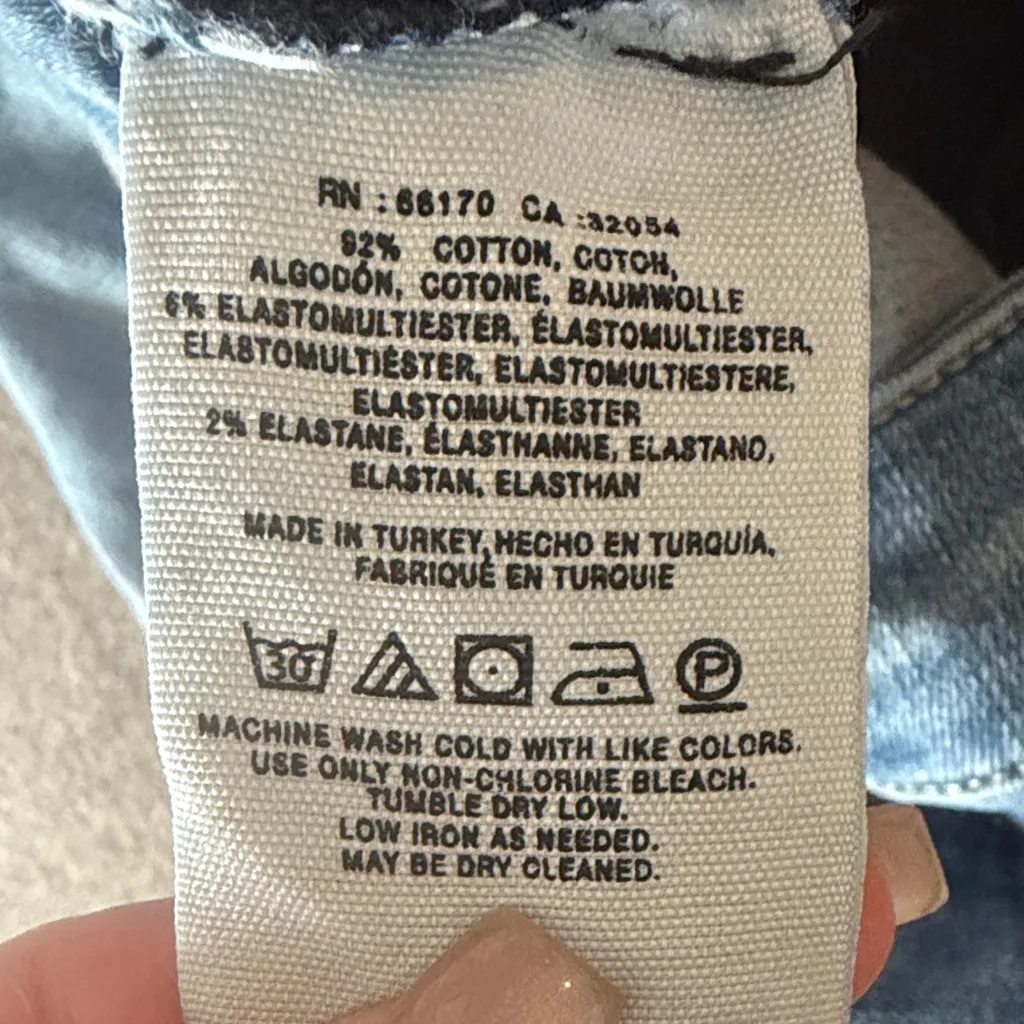 RN : 66170 CA :32054
92% COTTON, COTON,
ALGODÓN, COTONE, BAUMWOLLE
6% ELASTOMULTIESTER, ÉLASTOMULTIESTER,
ELASTOMULTIÉSTER, ELASTOMULTIESTERE,
ELASTOMULTIESTER
2% ELASTANE, ÉLASTHANNE, ELASTANO,
ELASTAN, ELASTHAN
MADE IN TURKEY, HECHO EN TURQUÍA,
FABRIQUÉ EN TURQUIE
30
P
MACHINE WASH COLD WITH LIKE COLORS.
USE ONLY NON-CHLORINE BLEACH.
TUMBLE DRY LOW.
LOW IRON AS NEEDED.
MAY BE DRY CLEANED.